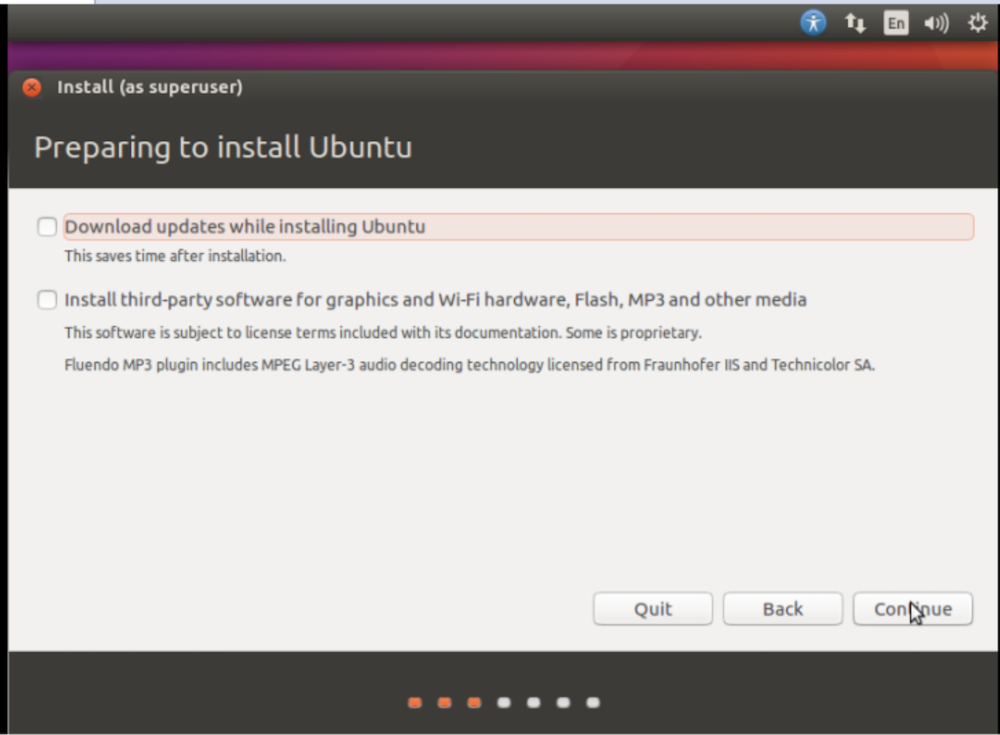 En
Install (as superuser)
Preparing to install Ubuntu
Download updates while installing Ubuntu
This saves time after installation.
Install third-party software for graphics and Wi-Fi hardware, Flash, MP3 and other media
This software is subject to license terms included with its documentation. Some is proprietary.
Fluendo MP3 plugin includes MPEG Layer-3 audio decoding technology licensed from Fraunhofer IIS and Technicolor SA.
Quit Back Continue